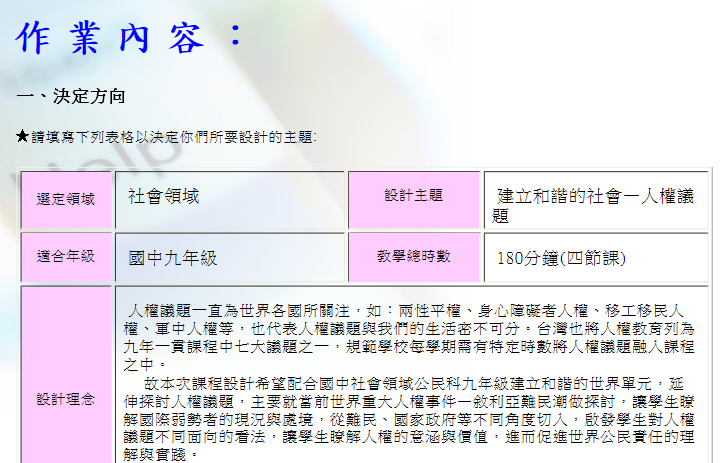 作業內容：
一、決定方向
★請填寫下列表格以決定你們所要設計的主題:
選定領域 社會領域 設計主題 建立和諧的社會－人權議
題
適合年級 國中九年級 教學總時數 180分鐘(四節課)
設計理念
人權議題一直為世界各國所關注，如：兩性平權、身心障礙者人權、移工移民人
權、軍中人權等，也代表人權議題與我們的生活密不可分。台灣也將人權教育列為
九年一貫課程中七大議題之一，規範學校每學期需有特定時數將人權議題融入課程
之中。
故本次課程設計希望配合國中社會領域公民科九年級建立和諧的世界單元，延
伸探討人權議題，主要就當前世界重大人權事件－敘利亞難民潮做探討，讓學生瞭
解國際弱勢者的現況與處境，從難民、國家政府等不同角度切入，啟發學生對人權
議題不同面向的看法，讓學生瞭解人權的意涵與價值，進而促進世界公民責任的理
解與實踐。